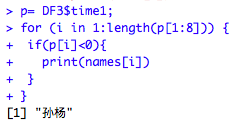 > p= DF3$time1;
> for (i in 1:length(p[1:8])) {
+  if(p[i]<0){
+    print(names[i])
+  }
+ }
[1] "孙杨"